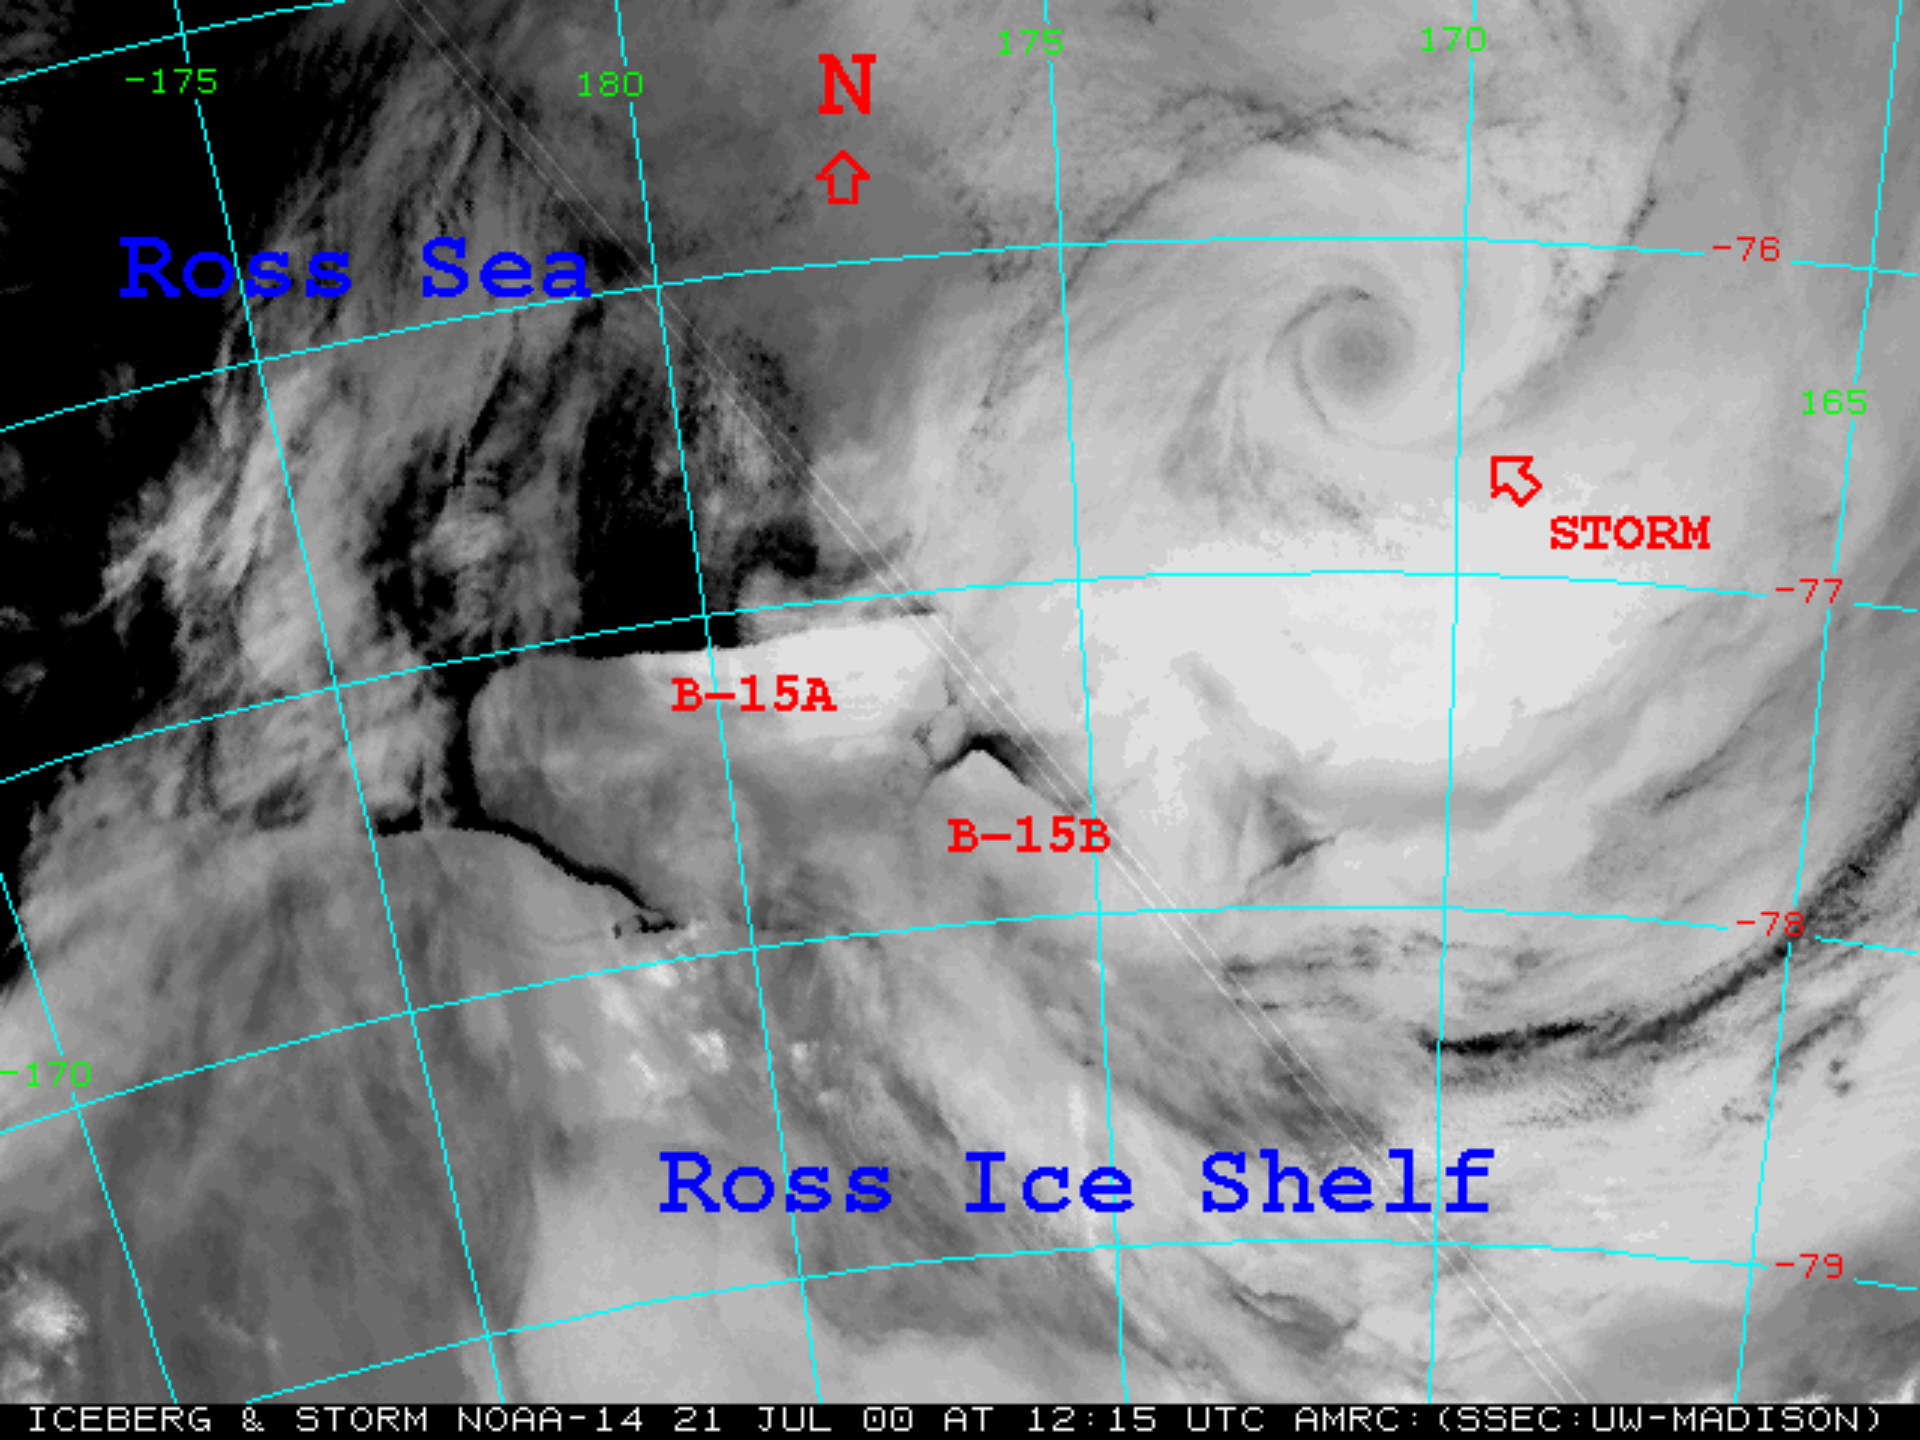 175
170
-175
180
N
Ross Sea
-76
165
STORM
-77
B-15A
B-15B
-78
-170
Ross Ice Shelf
-79
ICEBERG & STORM NOAA-14 21 JUL 00 AT 12:15 UTC AMRC:(SSEC:UW-MADISON)